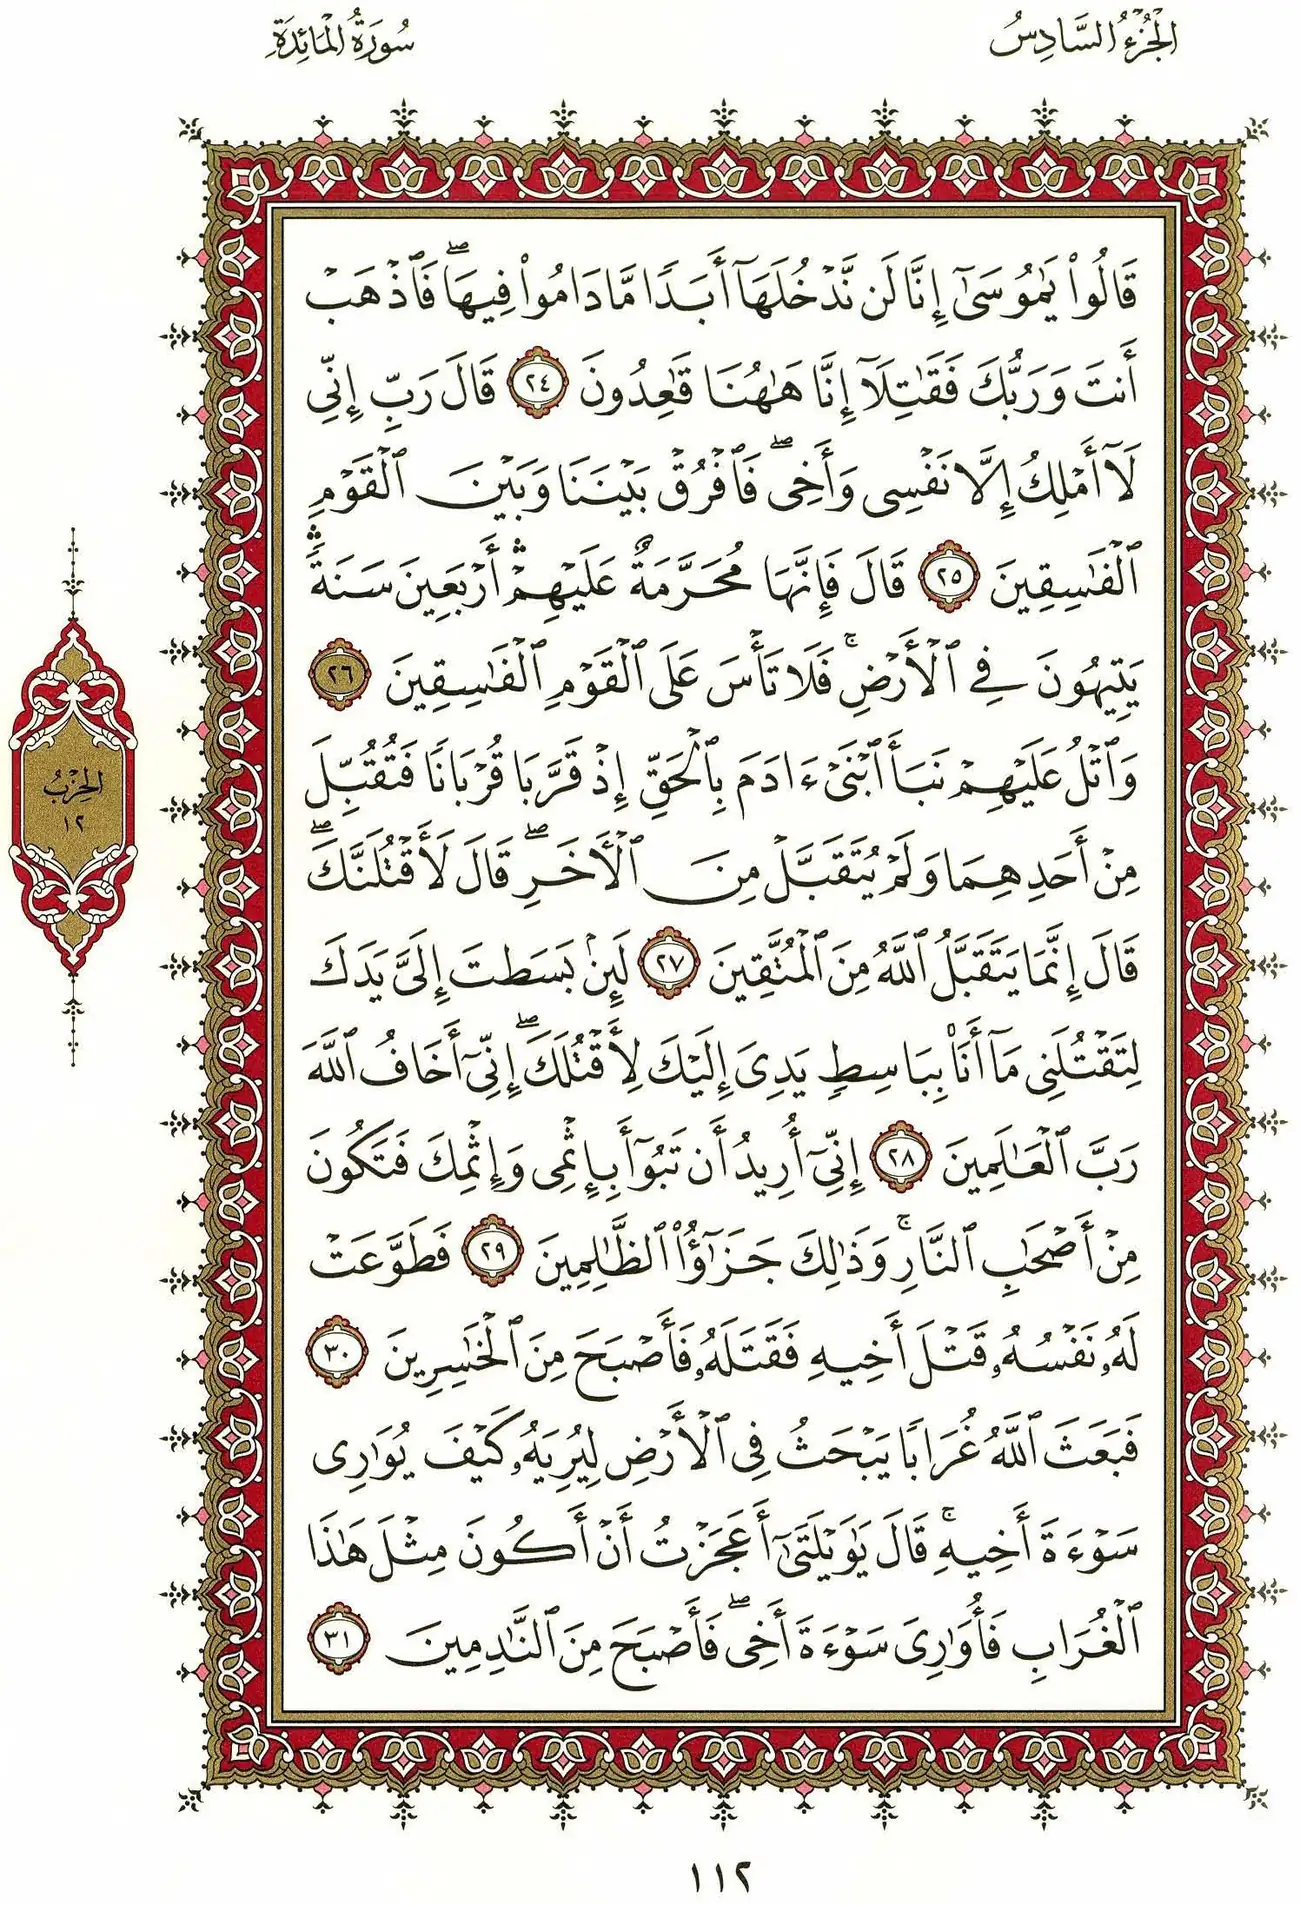 الجزء السادس
سورة المائدة
قَالُوا۟ يَـٰمُوسَىٰٓ إِنَّا لَن نَّدْخُلَهَآ أَبَدًا مَّا دَامُوا۟ فِيهَا ۖ فَٱذْهَبْ
أَنتَ وَرَبُّكَ فَقَـٰتِلَآ إِنَّا هَـٰهُنَا قَـٰعِدُونَ ٢٤ قَالَ رَبِّ إِنِّى
لَآ أَمْلِكُ إِلَّا نَفْسِى وَأَخِى ۖ فَٱفْرُقْ بَيْنَنَا وَبَيْنَ ٱلْقَوْمِ
ٱلْفَـٰسِقِينَ ٢٥ قَالَ فَإِنَّهَا مُحَرَّمَةٌ عَلَيْهِمْ ۛ أَرْبَعِينَ سَنَةً ۛ
يَتِيهُونَ فِى ٱلْأَرْضِ ۚ فَلَا تَأْسَ عَلَى ٱلْقَوْمِ ٱلْفَـٰسِقِينَ ٢٦
وَٱتْلُ عَلَيْهِمْ نَبَأَ ٱبْنَىْ ءَادَمَ بِٱلْحَقِّ إِذْ قَرَّبَا قُرْبَانًا فَتُقُبِّلَ
مِنْ أَحَدِهِمَا وَلَمْ يُتَقَبَّلْ مِنَ ٱلْـَٔاخَرِ ۖ قَالَ لَأَقْتُلَنَّكَ ۖ
قَالَ إِنَّمَا يَتَقَبَّلُ ٱللَّهُ مِنَ ٱلْمُتَّقِينَ ٢٧ لَئِنۢ بَسَطتَ إِلَىَّ يَدَكَ
لِتَقْتُلَنِى مَآ أَنَا۠ بِبَاسِطٍ يَدِىَ إِلَيْكَ لِأَقْتُلَكَ ۖ إِنِّىٓ أَخَافُ ٱللَّهَ
رَبَّ ٱلْعَـٰلَمِينَ ٢٨ إِنِّىٓ أُرِيدُ أَن تَبُوٓأَ بِإِثْمِى وَإِثْمِكَ فَتَكُونَ
مِنْ أَصْحَـٰبِ ٱلنَّارِ ۚ وَذَٰلِكَ جَزَٰٓؤُا۟ ٱلظَّـٰلِمِينَ ٢٩ فَطَوَّعَتْ
لَهُۥ نَفْسُهُۥ قَتْلَ أَخِيهِ فَقَتَلَهُۥ فَأَصْبَحَ مِنَ ٱلْخَـٰسِرِينَ ٣٠
فَبَعَثَ ٱللَّهُ غُرَابًا يَبْحَثُ فِى ٱلْأَرْضِ لِيُرِيَهُۥ كَيْفَ يُوَٰرِى
سَوْءَةَ أَخِيهِ ۚ قَالَ يَـٰوَيْلَتَىٰٓ أَعَجَزْتُ أَنْ أَكُونَ مِثْلَ هَـٰذَا
ٱلْغُرَابِ فَأُوَٰرِىَ سَوْءَةَ أَخِى ۖ فَأَصْبَحَ مِنَ ٱلنَّـٰدِمِينَ ٣١
الحزب
١٢
١١٢